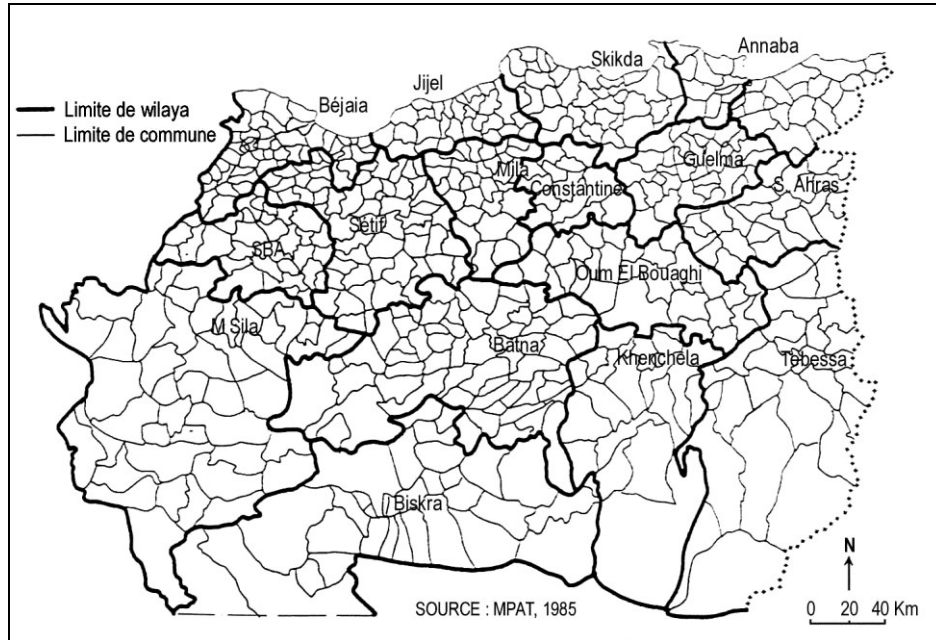 Annaba
Skikda
Jijel
Béjaia
Limite de wilaya
Limite de commune
Guelma
Mila
S. Ahras
Constantine
Sétif
SBA
Oum El Bouaghi
M Sila
Batna
Khenchela
Tébessa
Biskra
N
SOURCE : MPAT, 1985
0 20 40 Km